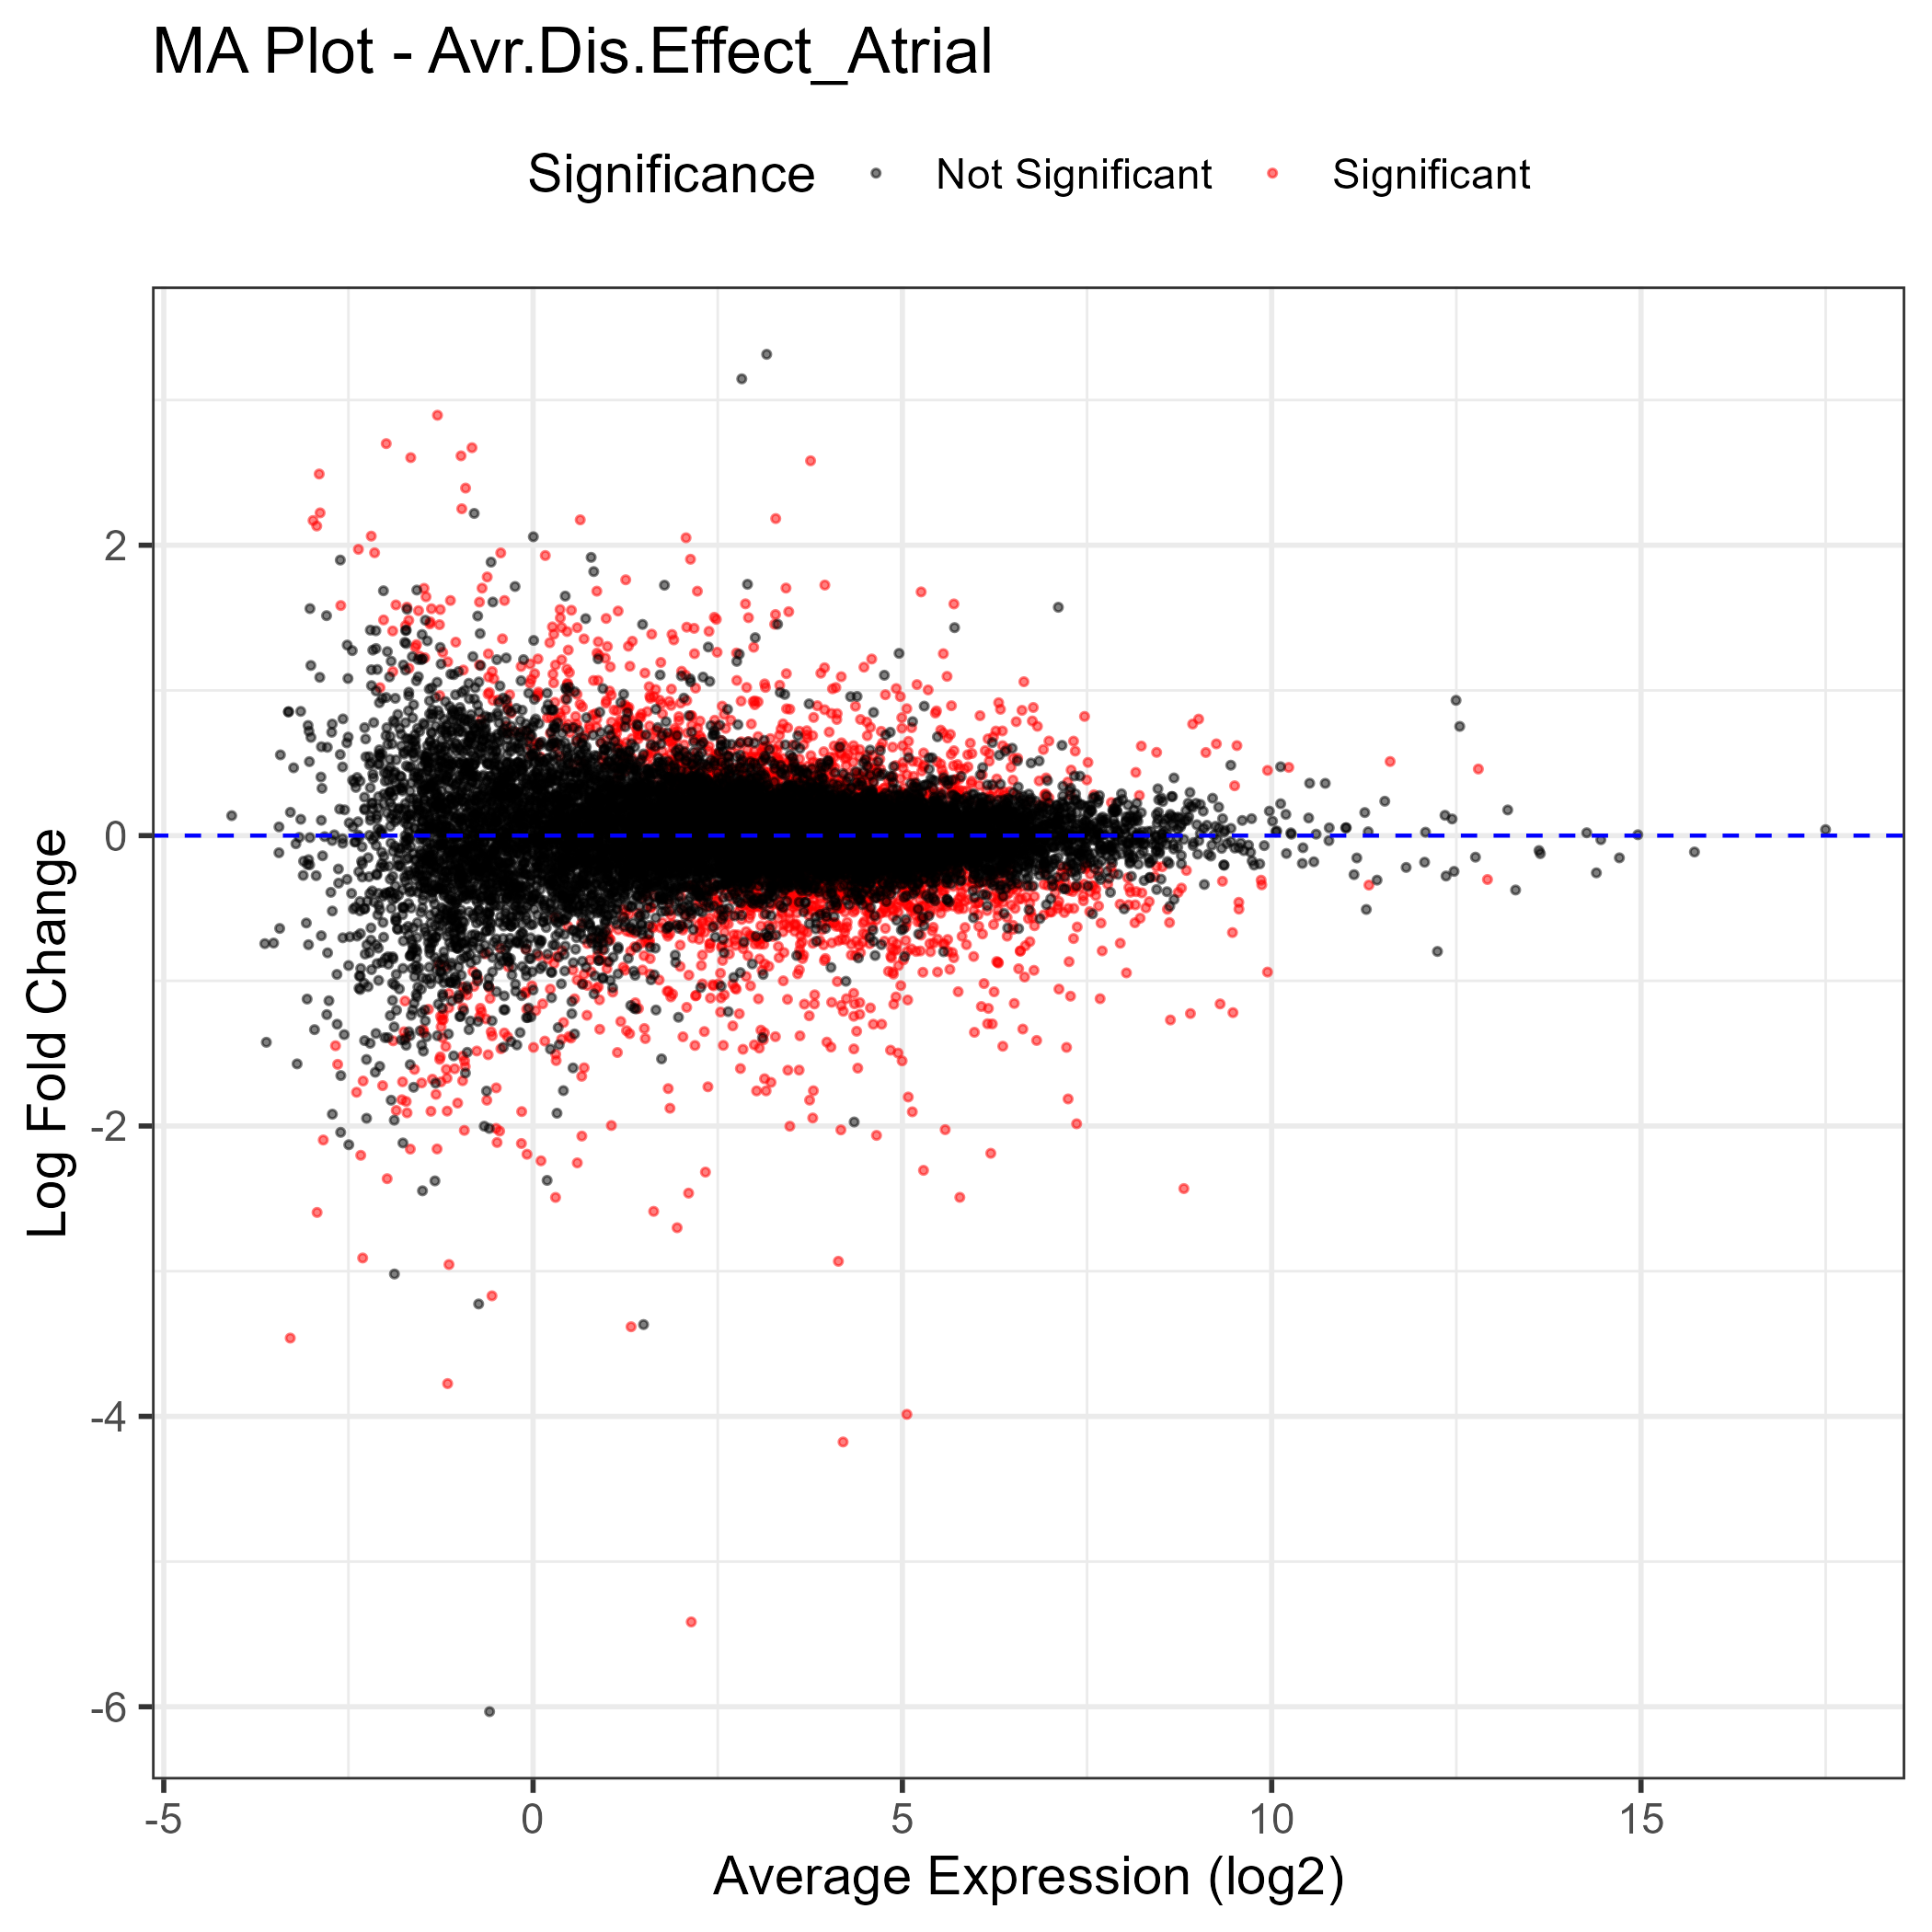 MA Plot - Avr.Dis.Effect_Atrial
Significance Not Significant Significant
Log Fold Change
2
0
-2
-4
-6
-5 0 5 10 15
Average Expression (log2)